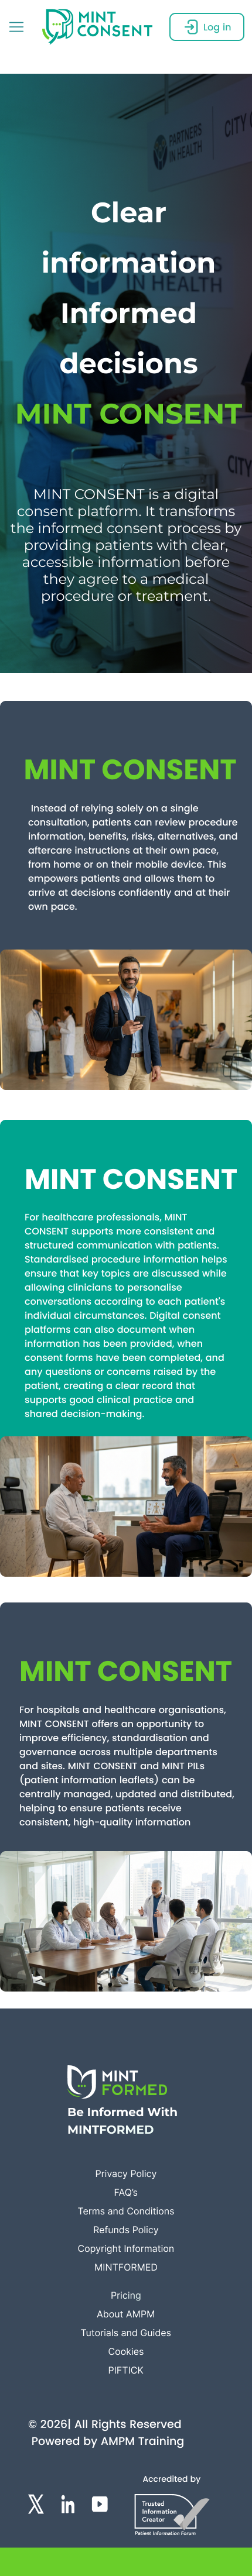 MINT
CONSENT
Log in
PARTNERS
IN HEALTH
CITY
CITY O
Clear
information
Informed
decisions
MINT CONSENT
MINT CONSENT is a digital
consent platform. It transforms
the informed consent process by
providing patients with clear,
accessible information before
they agree to a medical
procedure or treatment.
MINT CONSENT
Instead of relying solely on a single
consultation, patients can review procedure
information, benefits, risks, alternatives, and
aftercare instructions at their own pace,
from home or on their mobile device. This
empowers patients and allows them to
arrive at decisions confidently and at their
own pace.
MINT CONSENT
For healthcare professionals, MINT
CONSENT supports more consistent and
structured communication with patients.
Standardised procedure information helps
ensure that key topics are discussed while
allowing clinicians to personalise
conversations according to each patient's
individual circumstances. Digital consent
platforms can also document when
information has been provided, when
consent forms have been completed, and
any questions or concerns raised by the
patient, creating a clear record that
supports good clinical practice and
shared decision-making.
MINT CONSENT
For hospitals and healthcare organisations,
MINT CONSENT offers an opportunity to
improve efficiency, standardisation and
governance across multiple departments
and sites. MINT CONSENT and MINT PILs
(patient information leaflets) can be
centrally managed, updated and distributed,
helping to ensure patients receive
consistent, high-quality information
MINT
FORMED
Be Informed With
MINTFORMED
Privacy Policy
FAQ's
Terms and Conditions
Refunds Policy
Copyright Information
MINTFORMED
Pricing
About AMPM
Tutorials and Guides
Cookies
PIFTICK
© 2026| All Rights Reserved
Powered by AMPM Training
Accredited by
Trusted
Information
Creator
Patient Information Forum